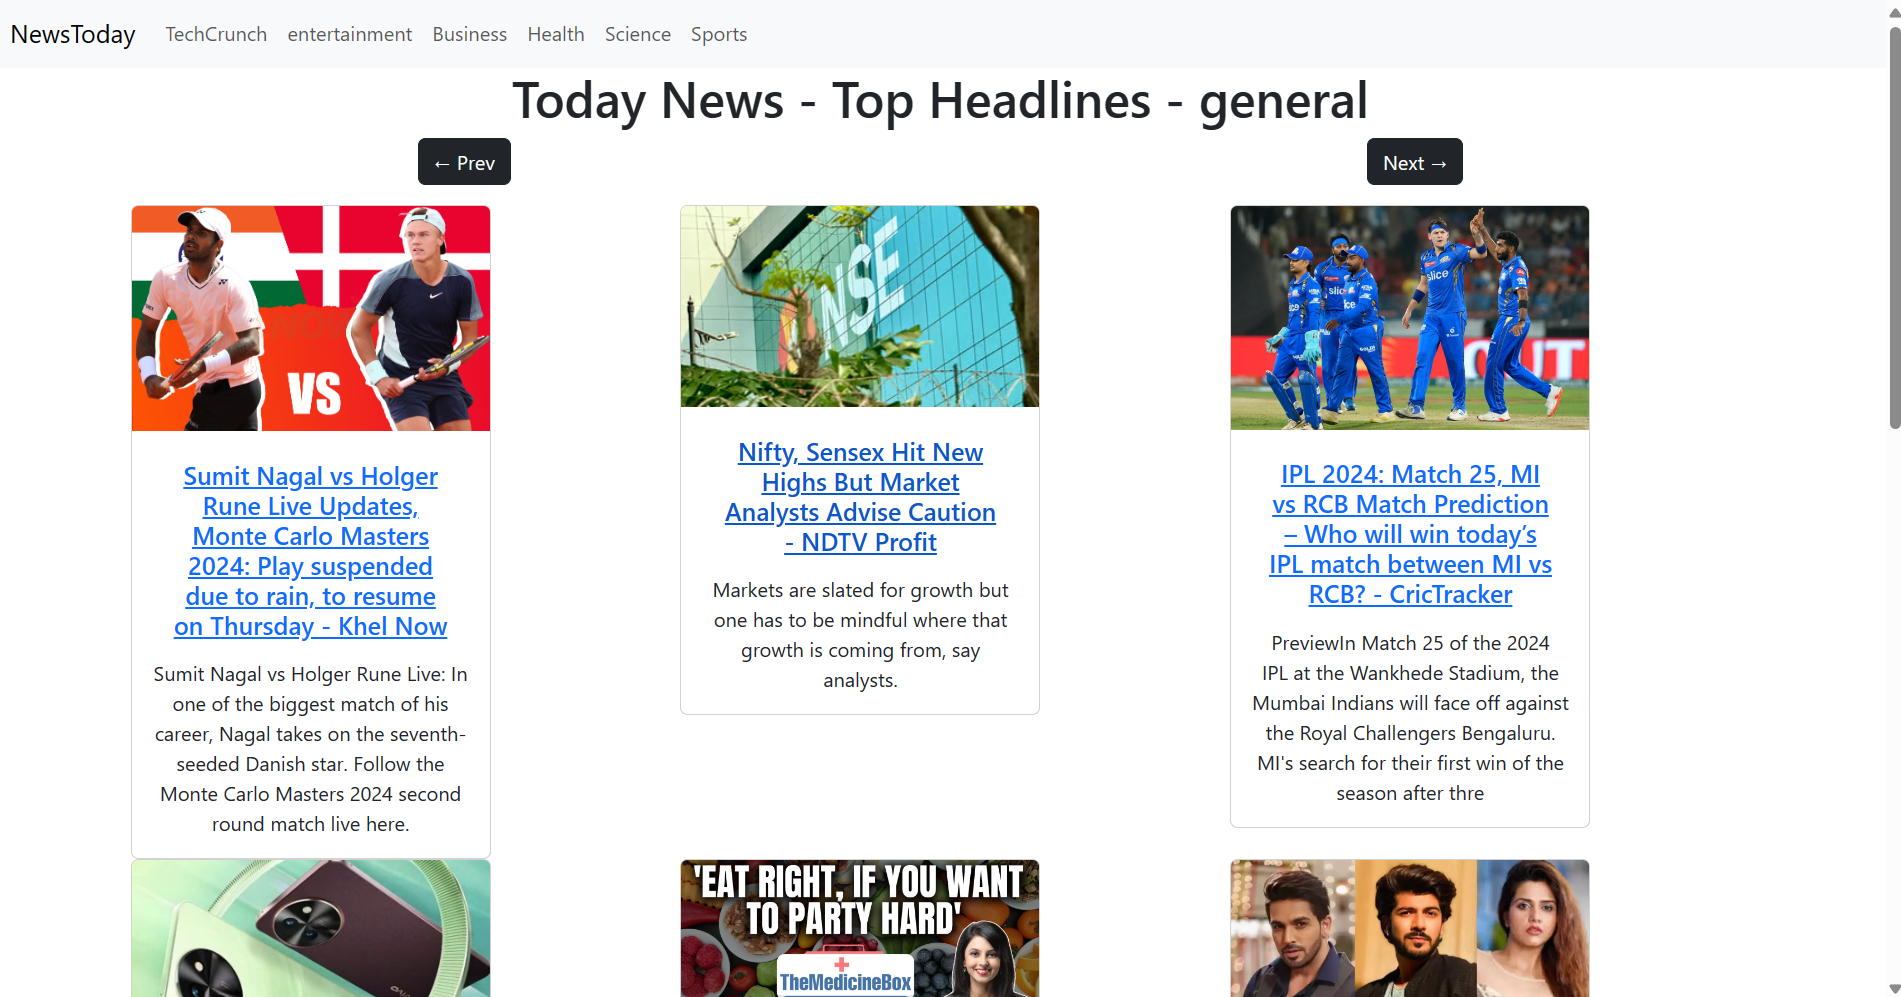 NewsToday TechCrunch entertainment Business Health Science Sports
Today News - Top Headlines - general
← Prev
Next →
VS
Sumit Nagal vs Holger
Rune Live Updates,
Monte Carlo Masters
2024: Play suspended
due to rain, to resume
on Thursday - Khel Now
Sumit Nagal vs Holger Rune Live: In
one of the biggest match of his
career, Nagal takes on the seventh-
seeded Danish star. Follow the
Monte Carlo Masters 2024 second
round match live here.
NSE
Nifty, Sensex Hit New
Highs But Market
Analysts Advise Caution
- NDTV Profit
Markets are slated for growth but
one has to be mindful where that
growth is coming from, say
analysts.
slice
slice
OUT
IPL 2024: Match 25, MI
vs RCB Match Prediction
– Who will win today’s
IPL match between MI vs
RCB? - CricTracker
PreviewIn Match 25 of the 2024
IPL at the Wankhede Stadium, the
Mumbai Indians will face off against
the Royal Challengers Bengaluru.
MI's search for their first win of the
season after thre
'EAT RIGHT, IF YOU WANT
TO PARTY HARD'
TheMedicineBox